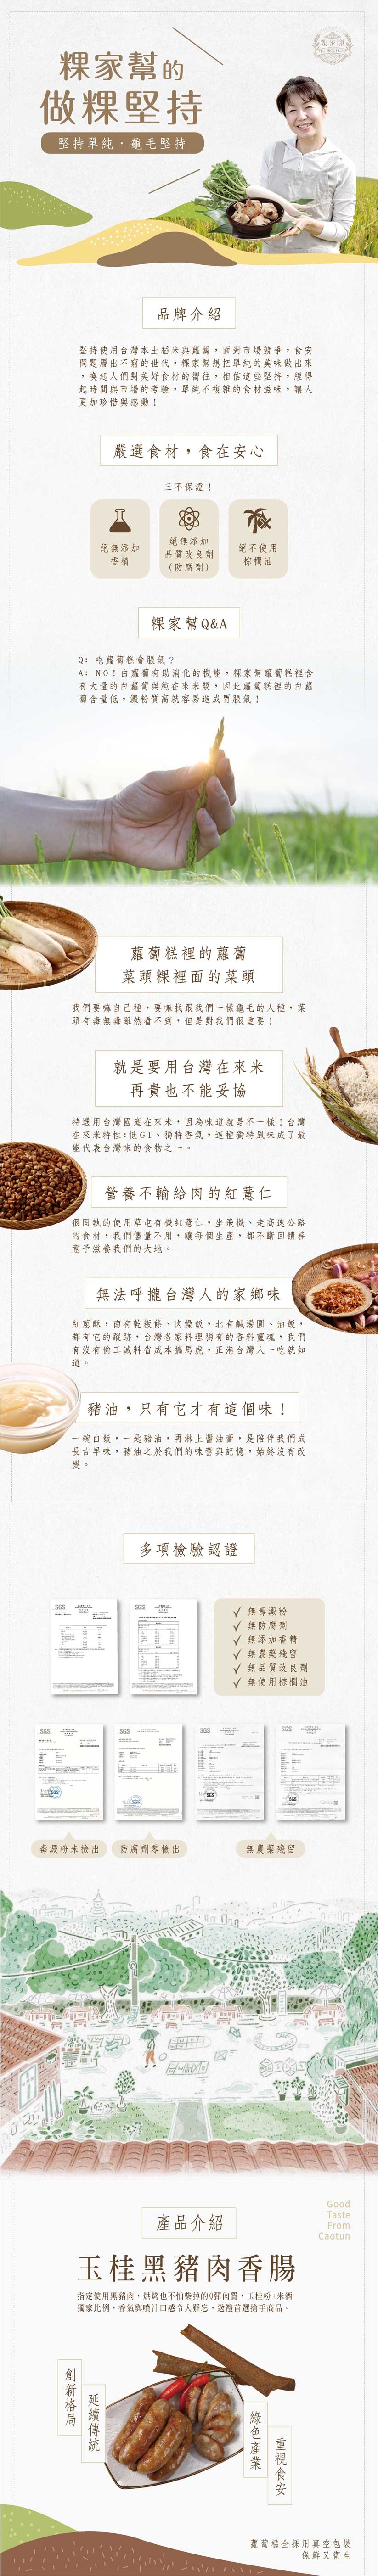 粿家幫
粿家幫的
做粿堅持
堅持單純・龜毛堅持
品牌介紹
堅持使用台灣本土稻米與蘿蔔，面對市場競爭，食安
問題層出不窮的世代，粿家幫想把單純的美味做出來
，喚起人們對美好食材的嚮往，相信這些堅持，經得
起時間與市場的考驗，單純不複雜的食材滋味，讓人
更加珍惜與感動！
嚴選食材，食在安心
三不保證！
絕無添加
香精
絕無添加
品質改良劑
(防腐劑)
絕不使用
棕櫚油
粿家幫Q&A
Q: 吃蘿蔔糕會脹氣？
A: NO！白蘿蔔有助消化的機能，粿家幫蘿蔔糕裡含
有大量的白蘿蔔與純在來米漿，因此蘿蔔糕裡的白蘿
蔔含量低，澱粉質高就容易造成胃脹氣！
蘿蔔糕裡的蘿蔔
菜頭粿裡面的菜頭
我們要嘛自己種，要嘛找跟我們一樣龜毛的人種，菜
頭有毒無毒雖然看不到，但是對我們很重要！
就是要用台灣在來米
再貴也不能妥協
特選用台灣國產在來米，因為味道就是不一樣！台灣
在來米特性:低GI、獨特香氣，這種獨特風味成了最
能代表台灣味的食物之一。
營養不輸給肉的紅薏仁
很固執的使用草屯有機紅薏仁，坐飛機、走高速公路
的食材，我們儘量不用，讓每個生產，都不斷回饋善
意予滋養我們的大地。
無法呼攏台灣人的家鄉味
紅蔥酥，南有乾粄條、肉燥飯，北有鹹湯圓、油飯，
都有它的蹤跡，台灣各家料理獨有的香料靈魂，我們
有沒有偷工減料省成本搞馬虎，正港台灣人一吃就知
道。
豬油，只有它才有這個味！
一碗白飯，一匙豬油，再淋上醬油膏，是陪伴我們成
長古早味，豬油之於我們的味蕾與記憶，始終沒有改
變。
多項檢驗認證
SGS
SGS
無毒澱粉
無防腐劑
無添加香精
無農藥殘留
無品質改良劑
無使用棕櫚油
SGS
SGS
SGS
SGS
毒澱粉未檢出
防腐劑零檢出
無農藥殘留
Good
Taste
From
Caotun
產品介紹
玉桂黑豬肉香腸
指定使用黑豬肉，烘烤也不怕柴掉的Q彈肉質，玉桂粉+米酒
獨家比例，香氣與噴汁口感令人難忘，送禮首選搶手商品。
創新格局
延續傳統
綠色產業
重視食安
蘿蔔糕全採用真空包裝
保鮮又衛生